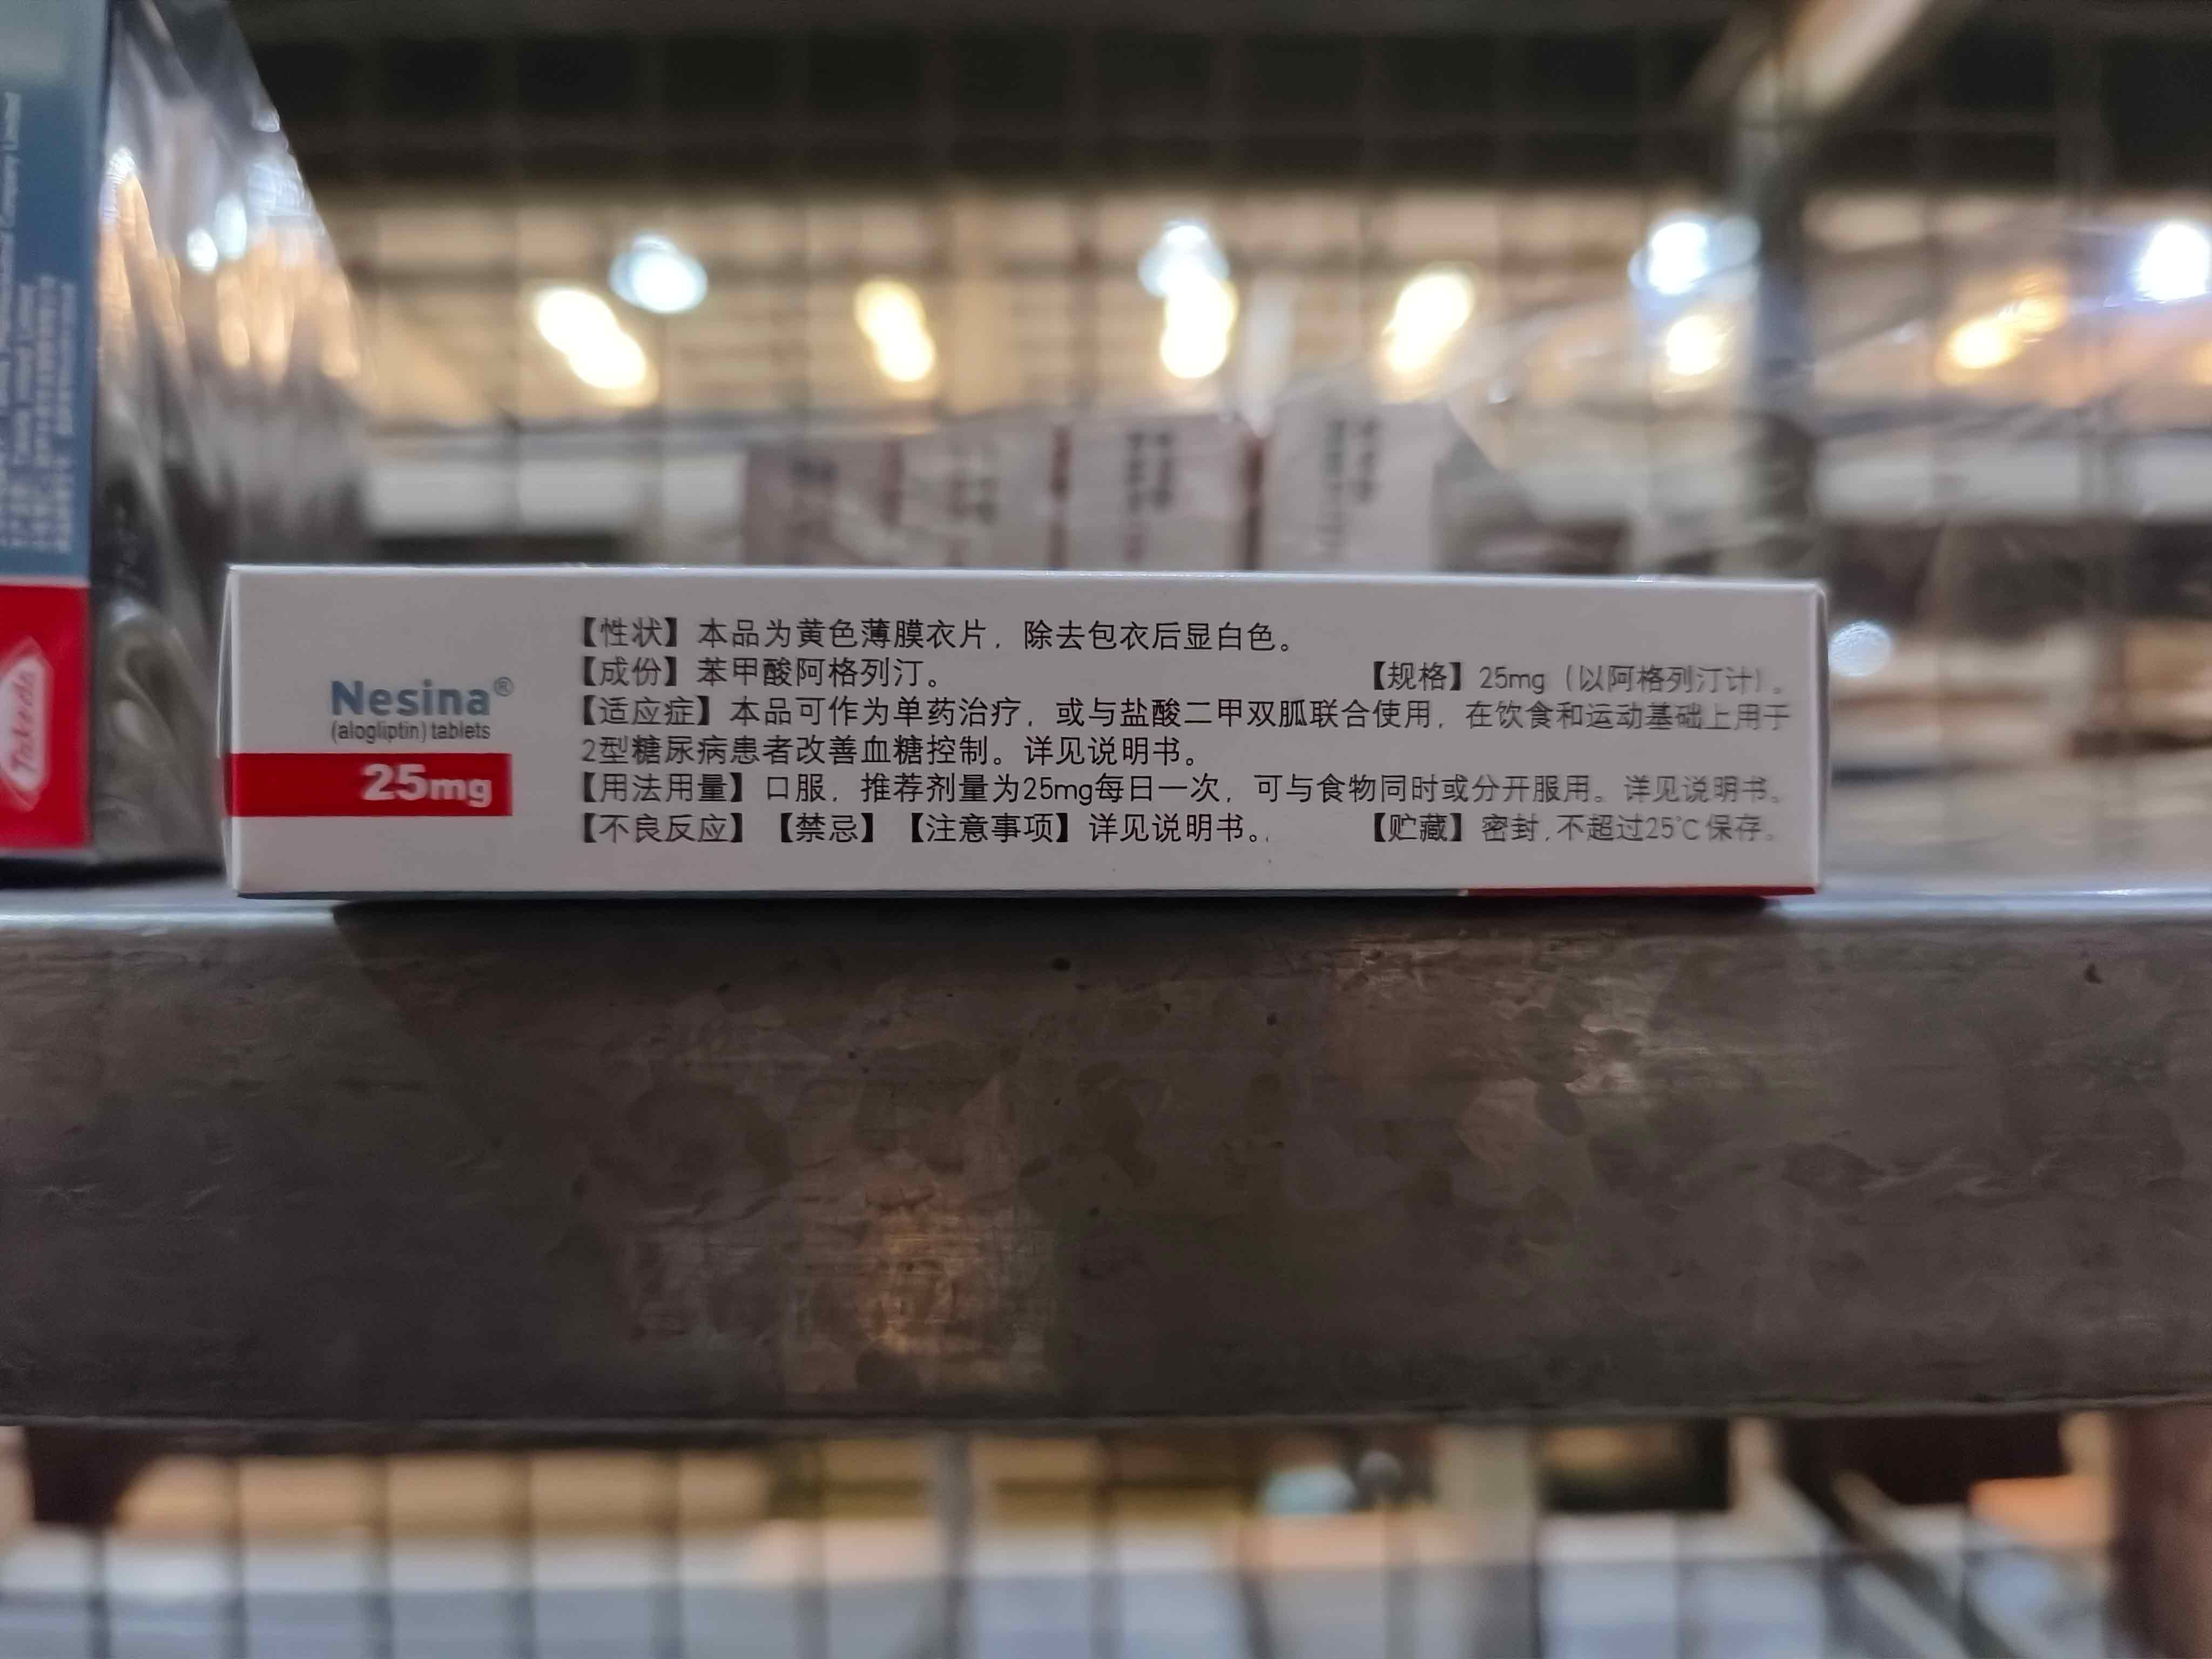 Takeda
Nesina®
(alogliptin) tablets
25mg
【性状】本品为黄色薄膜衣片，除去包衣后显白色。
【成份】苯甲酸阿格列汀。 【规格】25mg（以阿格列汀计）。
【适应症】本品可作为单药治疗，或与盐酸二甲双胍联合使用，在饮食和运动基础上用于
2型糖尿病患者改善血糖控制。详见说明书。
【用法用量】口服，推荐剂量为25mg每日一次，可与食物同时或分开服用。详见说明书。
【不良反应】【禁忌】【注意事项】详见说明书。 【贮藏】密封,不超过25℃保存。